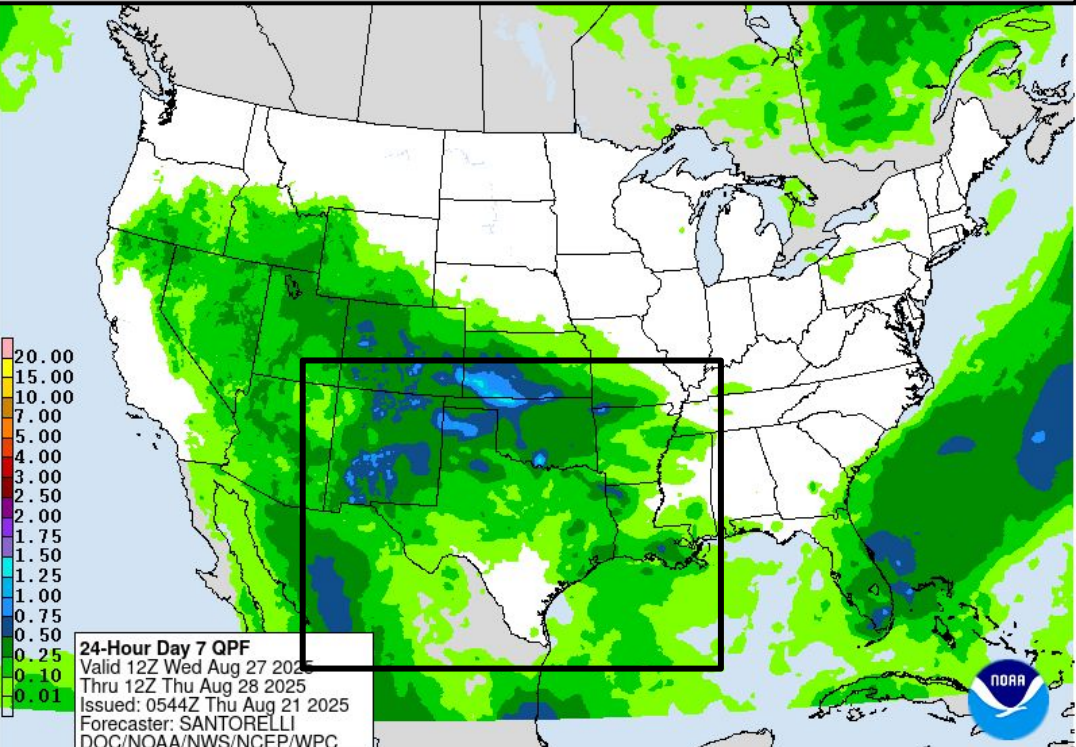 20.00
15.00
10.00
7.00
5.00
4.00
3.00
2.50
2.00
1.75
1.50
1.25
1.00
0.75
0.50
0.25
0.10
0.01
24-Hour Day 7 QPF
Valid 12Z Wed Aug 27 2025
Thru 12Z Thu Aug 28 2025
Issued: 0544Z Thu Aug 21 2025
Forecaster: SANTORELLI
DOC/NOAA/NWS/NCEP/WPC
NOAA